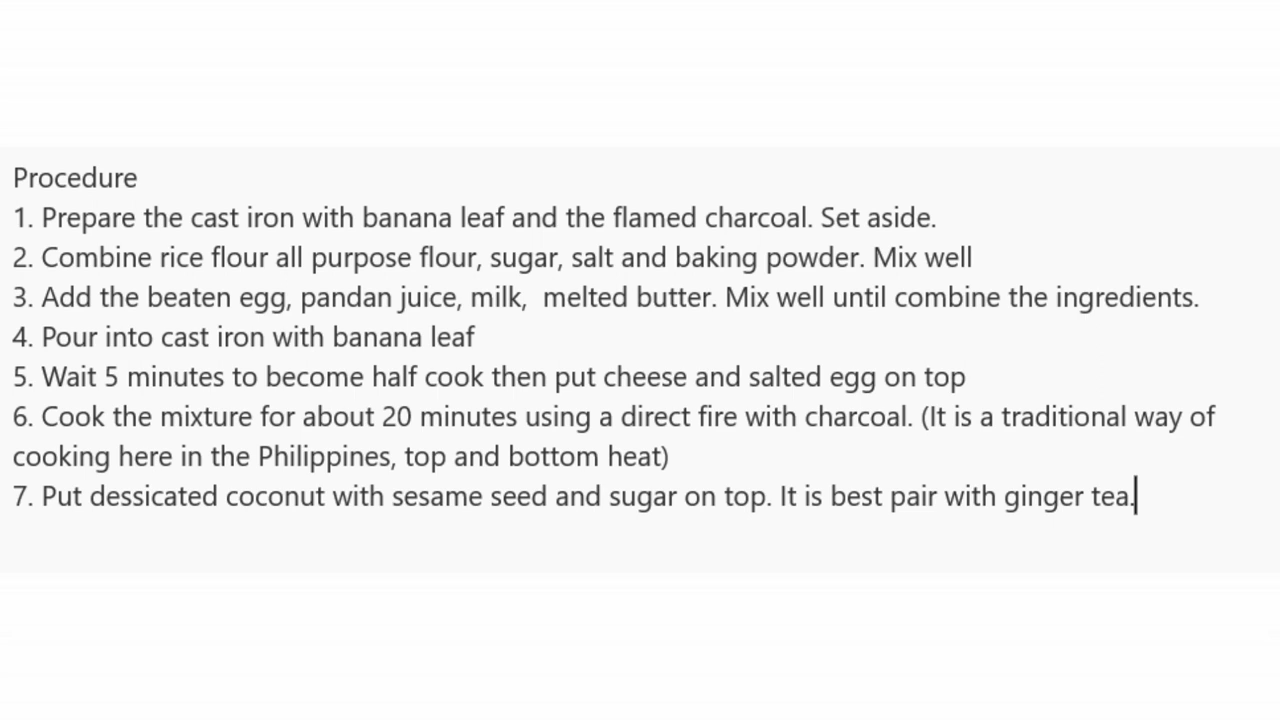 Procedure
1. Prepare the cast iron with banana leaf and the flamed charcoal. Set aside.
2. Combine rice flour all purpose flour, sugar, salt and baking powder. Mix well
3. Add the beaten egg, pandan juice, milk,  melted butter. Mix well until combine the ingredients.
4. Pour into cast iron with banana leaf
5. Wait 5 minutes to become half cook then put cheese and salted egg on top
6. Cook the mixture for about 20 minutes using a direct fire with charcoal. (It is a traditional way of
cooking here in the Philippines, top and bottom heat)
7. Put dessicated coconut with sesame seed and sugar on top. It is best pair with ginger tea.